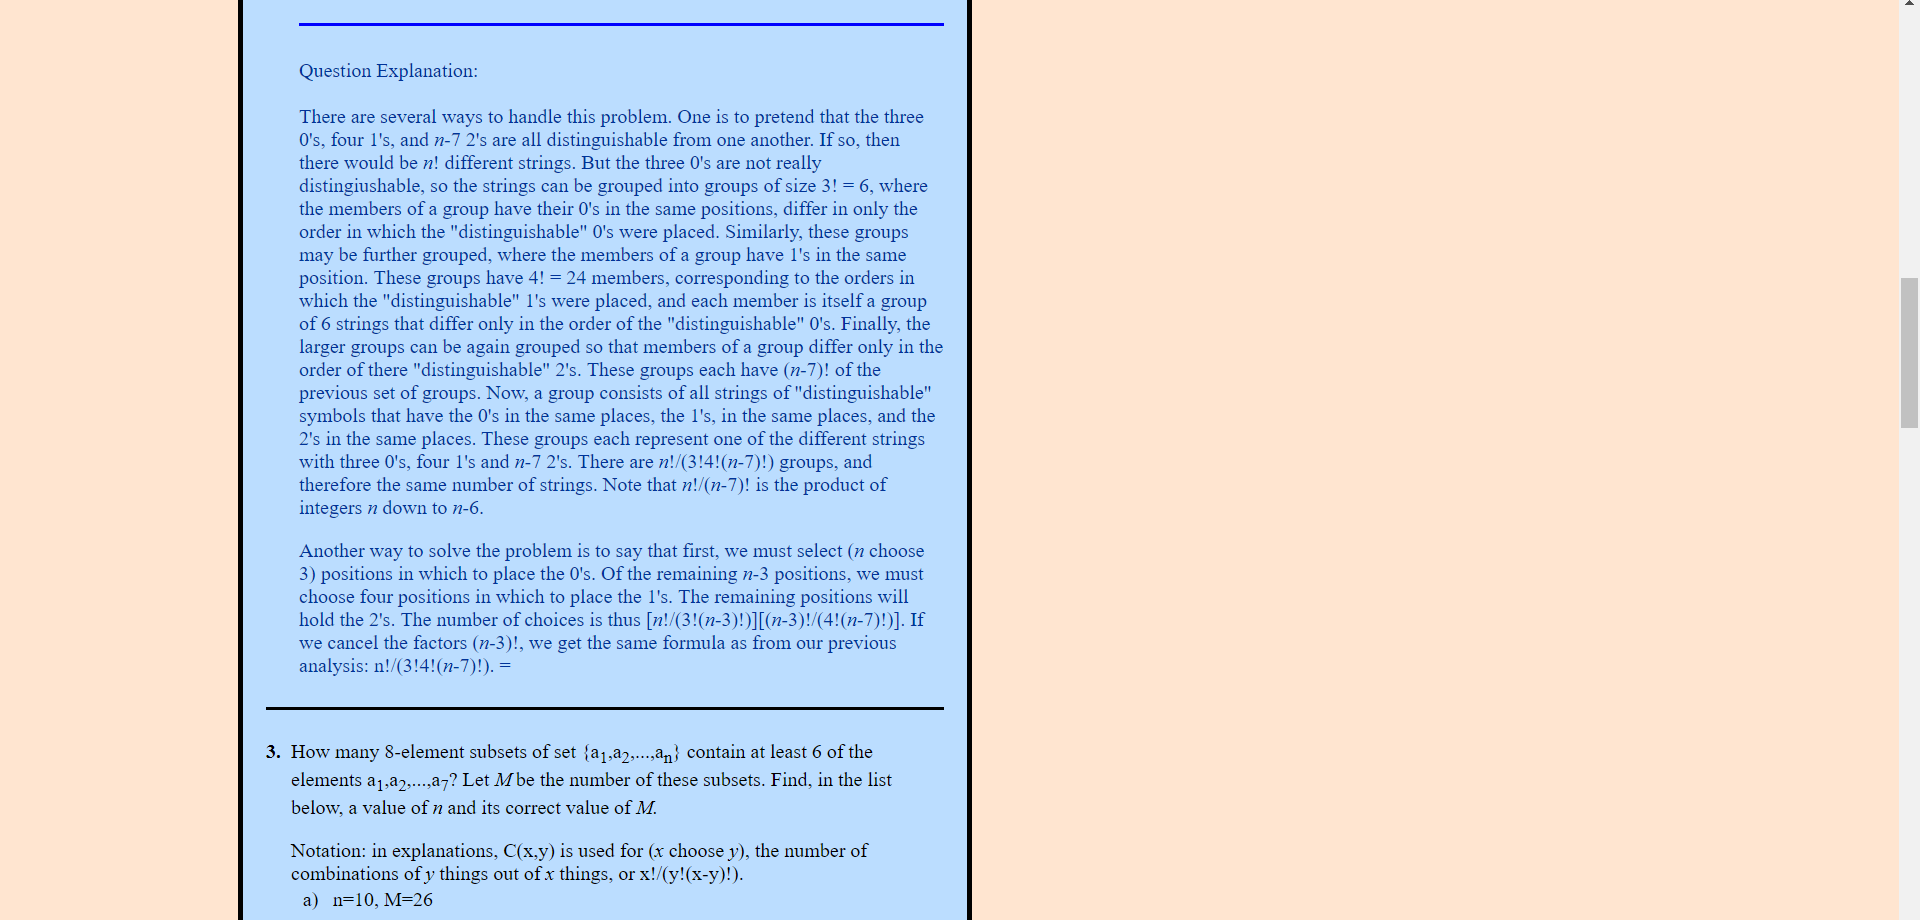 Question Explanation:
There are several ways to handle this problem. One is to pretend that the three
0's, four 1's, and n-7 2's are all distinguishable from one another. If so, then
there would be n! different strings. But the three 0's are not really
distingiushable, so the strings can be grouped into groups of size 3! = 6, where
the members of a group have their 0's in the same positions, differ in only the
order in which the "distinguishable" 0's were placed. Similarly, these groups
may be further grouped, where the members of a group have 1's in the same
position. These groups have 4! = 24 members, corresponding to the orders in
which the "distinguishable" 1's were placed, and each member is itself a group
of 6 strings that differ only in the order of the "distinguishable" 0's. Finally, the
larger groups can be again grouped so that members of a group differ only in the
order of there "distinguishable" 2's. These groups each have (n-7)! of the
previous set of groups. Now, a group consists of all strings of "distinguishable"
symbols that have the 0's in the same places, the 1's, in the same places, and the
2's in the same places. These groups each represent one of the different strings
with three 0's, four 1's and n-7 2's. There are n!/(3!4!(n-7)!) groups, and
therefore the same number of strings. Note that n!/(n-7)! is the product of
integers n down to n-6.
Another way to solve the problem is to say that first, we must select (n choose
3) positions in which to place the 0's. Of the remaining n-3 positions, we must
choose four positions in which to place the 1's. The remaining positions will
hold the 2's. The number of choices is thus [n!/(3!(n-3)!)][(n-3)!/(4!(n-7)!)]. If
we cancel the factors (n-3)!, we get the same formula as from our previous
analysis: n!/(3!4!(n-7)!). =
3. How many 8-element subsets of set {a1,a2,...,an} contain at least 6 of the
elements a1,a2,...,a7? Let M be the number of these subsets. Find, in the list
below, a value of n and its correct value of M.
Notation: in explanations, C(x,y) is used for (x choose y), the number of
combinations of y things out of x things, or x!/(y!(x-y)!).
a) n=10, M=26